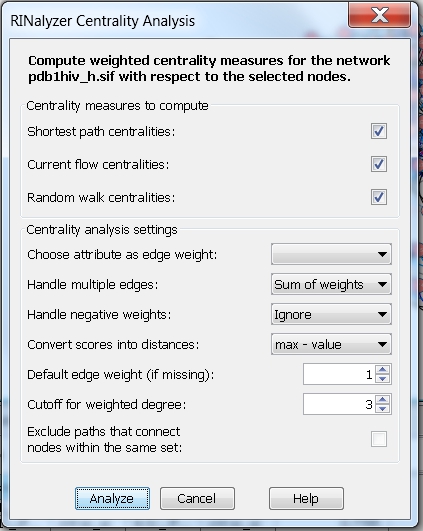 RINalyzer Centrality Analysis
Compute weighted centrality measures for the network
pdb1hiv_h.sif with respect to the selected nodes.
Centrality measures to compute
Shortest path centralities:
Current flow centralities:
Random walk centralities:
Centrality analysis settings
Choose attribute as edge weight:
Handle multiple edges: Sum of weights
Handle negative weights: Ignore
Convert scores into distances: max - value
Default edge weight (if missing): 1
Cutoff for weighted degree: 3
Exclude paths that connect
nodes within the same set:
Analyze Cancel Help